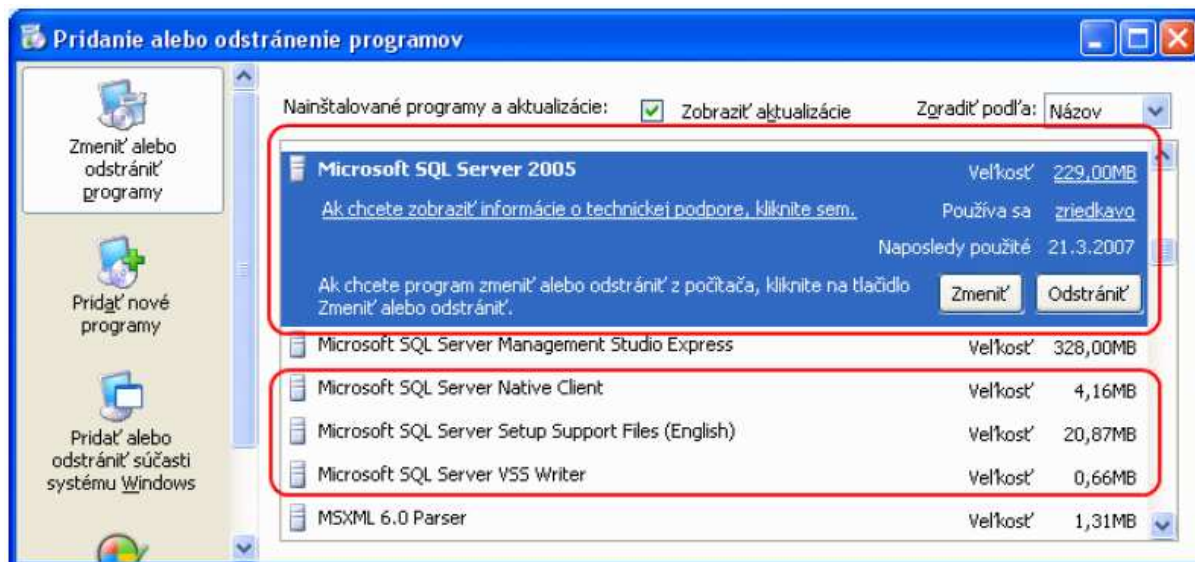 Pridanie alebo odstránenie programov
Zmeniť alebo
odstrániť
programy
Pridať nové
programy
Pridať alebo
odstrániť súčasti
systému Windows
Nainštalované programy a aktualizácie:
Zobraziť aktualizácie
Zoradiť podľa:
Názov
Microsoft SQL Server 2005
Veľkosť 229,00MB
Ak chcete zobraziť informácie o technickej podpore, kliknite sem.
Používa sa zriedkavo
Naposledy použité 21.3.2007
Ak chcete program zmeniť alebo odstrániť z počítača, kliknite na tlačidlo
Zmeniť alebo odstrániť.
Zmeniť
Odstrániť
Microsoft SQL Server Management Studio Express Veľkosť 328,00MB
Microsoft SQL Server Native Client Veľkosť 4,16MB
Microsoft SQL Server Setup Support Files (English) Veľkosť 20,87MB
Microsoft SQL Server VSS Writer Veľkosť 0,66MB
MSXML 6.0 Parser Veľkosť 1,31MB